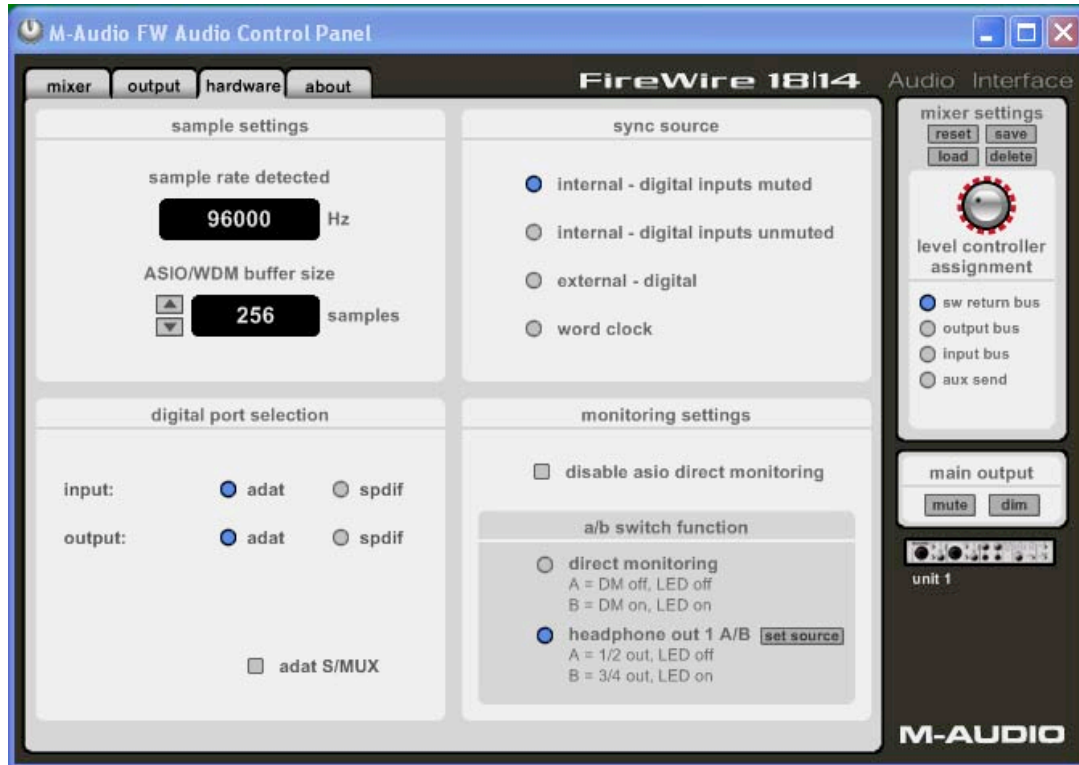 M-Audio FW Audio Control Panel
mixer output hardware about
FireWire 18|14 Audio Interface
sample settings
sample rate detected
96000 Hz
ASIO/WDM buffer size
256 samples
sync source
internal - digital inputs muted
internal - digital inputs unmuted
external - digital
word clock
digital port selection
input: adat spdif
output: adat spdif
adat S/MUX
monitoring settings
disable asio direct monitoring
a/b switch function
direct monitoring
A = DM off, LED off
B = DM on, LED on
headphone out 1 A/B set source
A = 1/2 out, LED off
B = 3/4 out, LED on
mixer settings
reset save
load delete
level controller
assignment
sw return bus
output bus
input bus
aux send
main output
mute dim
unit 1
M-AUDIO